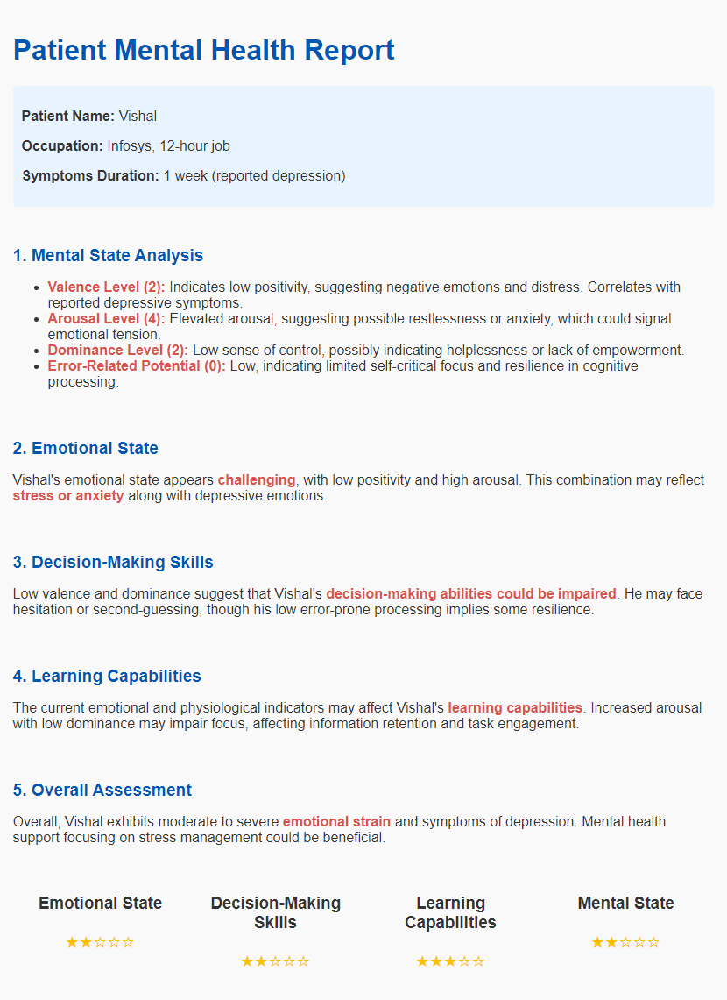 Patient Mental Health Report
Patient Name: Vishal
Occupation: Infosys, 12-hour job
Symptoms Duration: 1 week (reported depression)
1. Mental State Analysis
• Valence Level (2): Indicates low positivity, suggesting negative emotions and distress. Correlates with
reported depressive symptoms.
• Arousal Level (4): Elevated arousal, suggesting possible restlessness or anxiety, which could signal
emotional tension.
• Dominance Level (2): Low sense of control, possibly indicating helplessness or lack of empowerment.
• Error-Related Potential (0): Low, indicating limited self-critical focus and resilience in cognitive
processing.
2. Emotional State
Vishal's emotional state appears challenging, with low positivity and high arousal. This combination may reflect
stress or anxiety along with depressive emotions.
3. Decision-Making Skills
Low valence and dominance suggest that Vishal's decision-making abilities could be impaired. He may face
hesitation or second-guessing, though his low error-prone processing implies some resilience.
4. Learning Capabilities
The current emotional and physiological indicators may affect Vishal's learning capabilities. Increased arousal
with low dominance may impair focus, affecting information retention and task engagement.
5. Overall Assessment
Overall, Vishal exhibits moderate to severe emotional strain and symptoms of depression. Mental health
support focusing on stress management could be beneficial.
Emotional State
★★☆☆☆
Decision-Making
Skills
★★☆☆☆
Learning
Capabilities
★★★☆☆
Mental State
★★☆☆☆